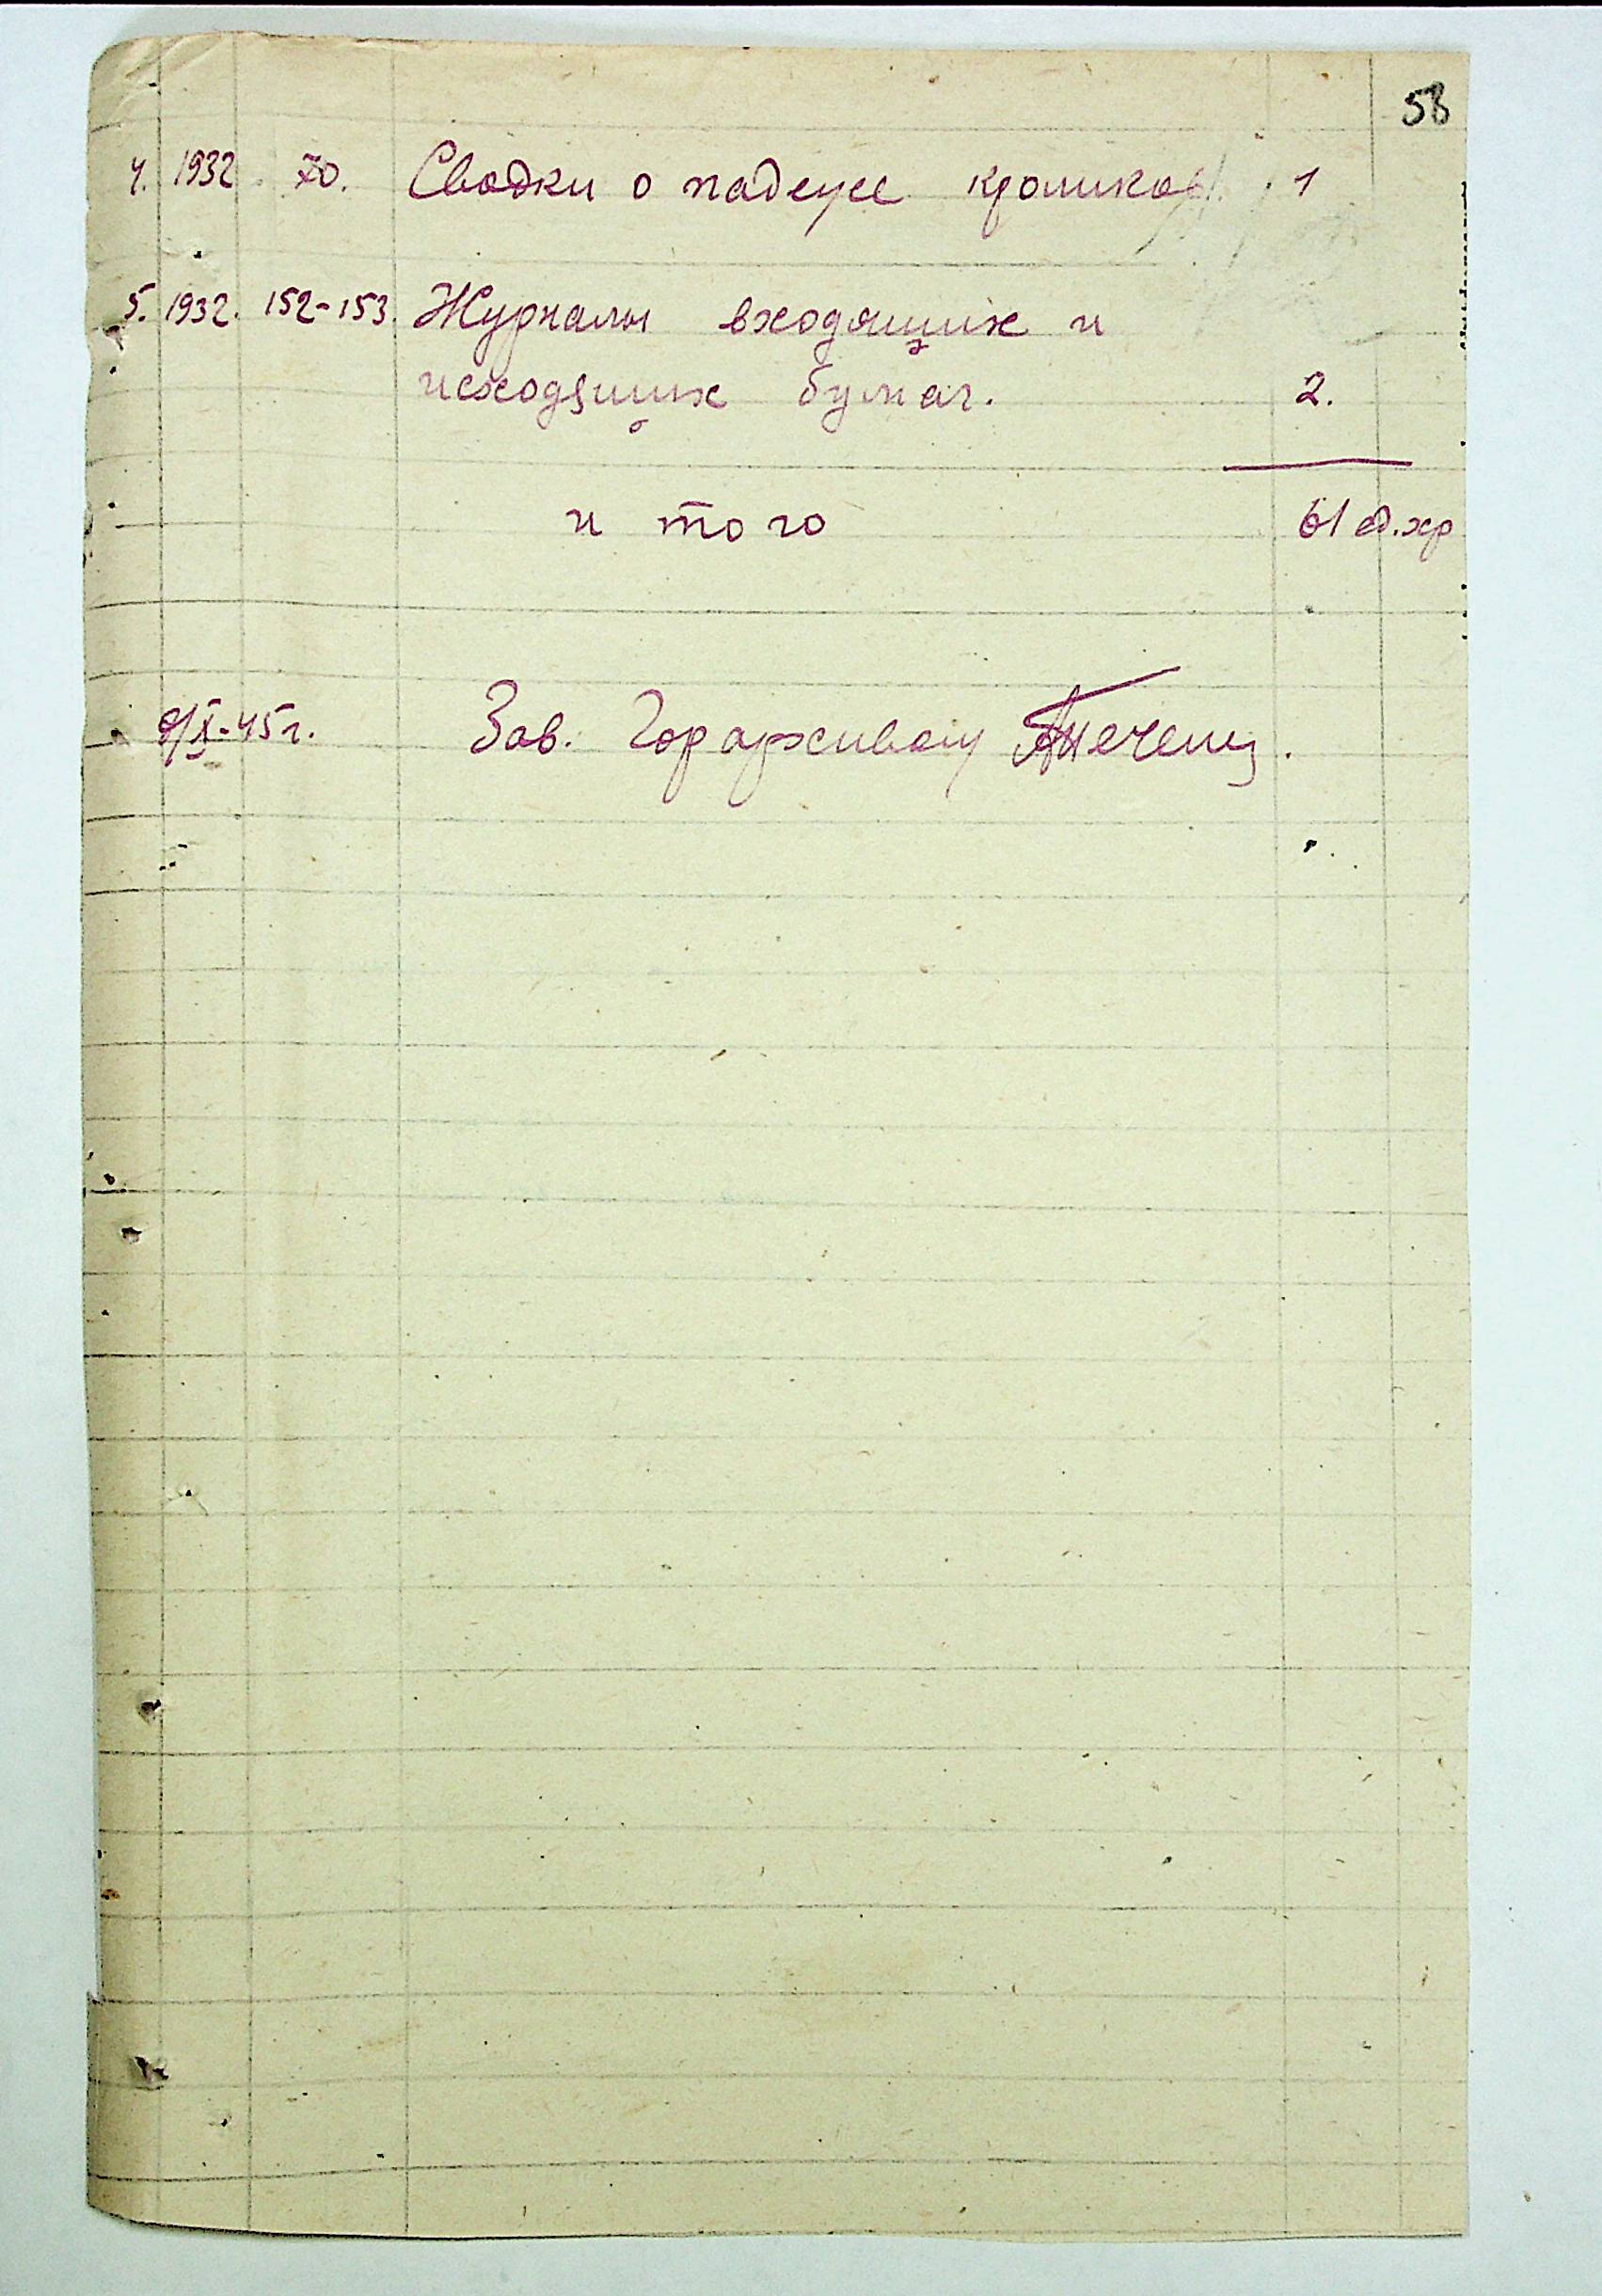 58
4. 1932 70. Сводки о падеже кроликов. 1
5. 1932. 152-153. Журналы входящих и
исходящих бумаг. 2.
и того 61 ед.хр
9/X-45г. Зав. Горархивом